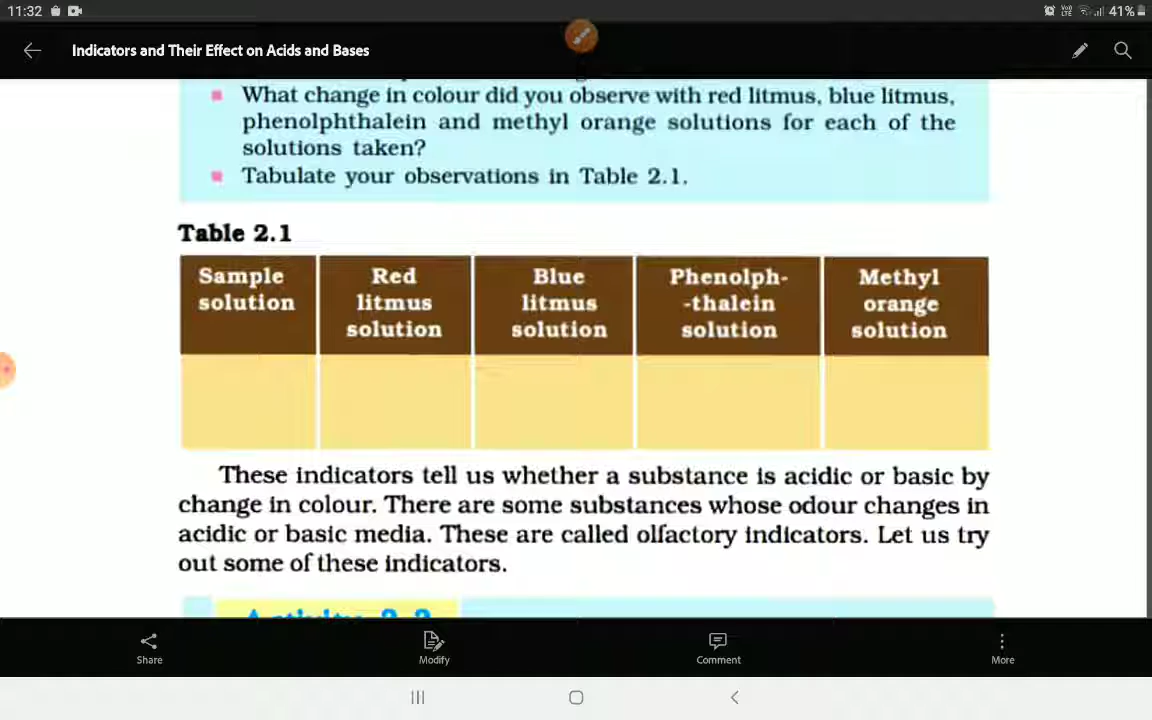 11:32 41%
Indicators and Their Effect on Acids and Bases
What change in colour did you observe with red litmus, blue litmus,
phenolphthalein and methyl orange solutions for each of the
solutions taken?
Tabulate your observations in Table 2.1.
Table 2.1
Sample solution Red litmus solution Blue litmus solution Phenolph- -thalein solution Methyl orange solution
These indicators tell us whether a substance is acidic or basic by
change in colour. There are some substances whose odour changes in
acidic or basic media. These are called olfactory indicators. Let us try
out some of these indicators.
Share Modify Comment More